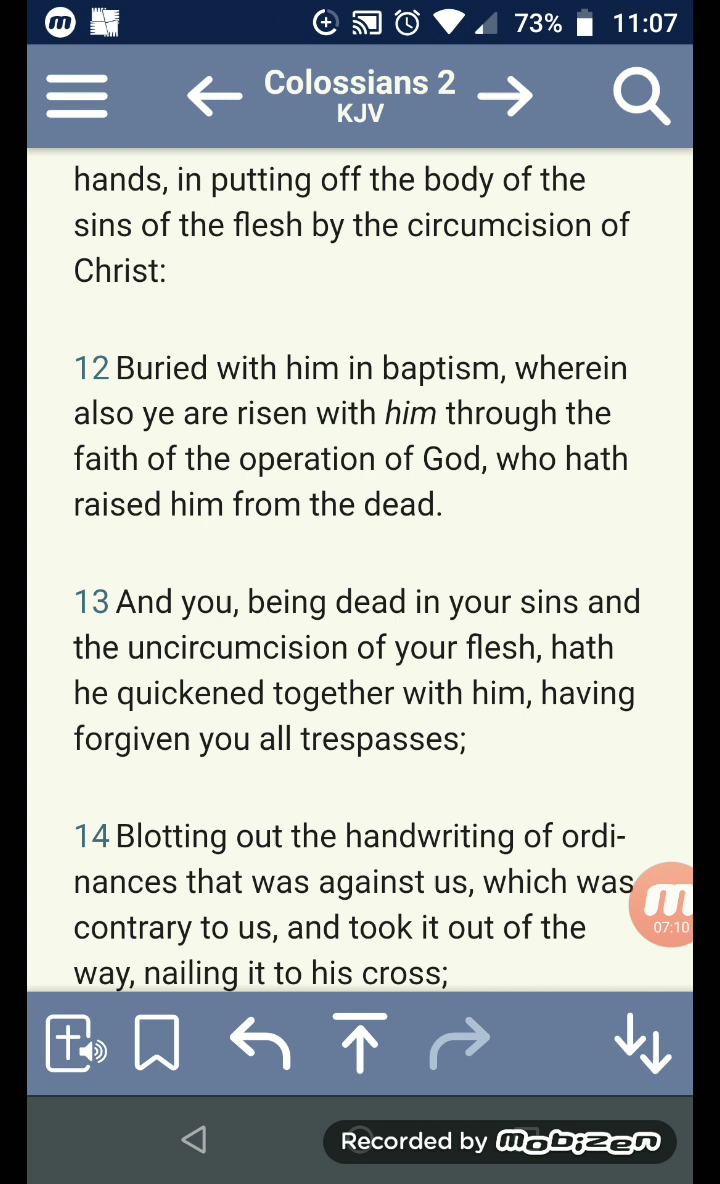 73% 11:07
Colossians 2
KJV
hands, in putting off the body of the
sins of the flesh by the circumcision of
Christ:
12 Buried with him in baptism, wherein
also ye are risen with him through the
faith of the operation of God, who hath
raised him from the dead.
13 And you, being dead in your sins and
the uncircumcision of your flesh, hath
he quickened together with him, having
forgiven you all trespasses;
14 Blotting out the handwriting of ordi-
nances that was against us, which was
contrary to us, and took it out of the
way, nailing it to his cross;
m
07:10
Recorded by mobizen